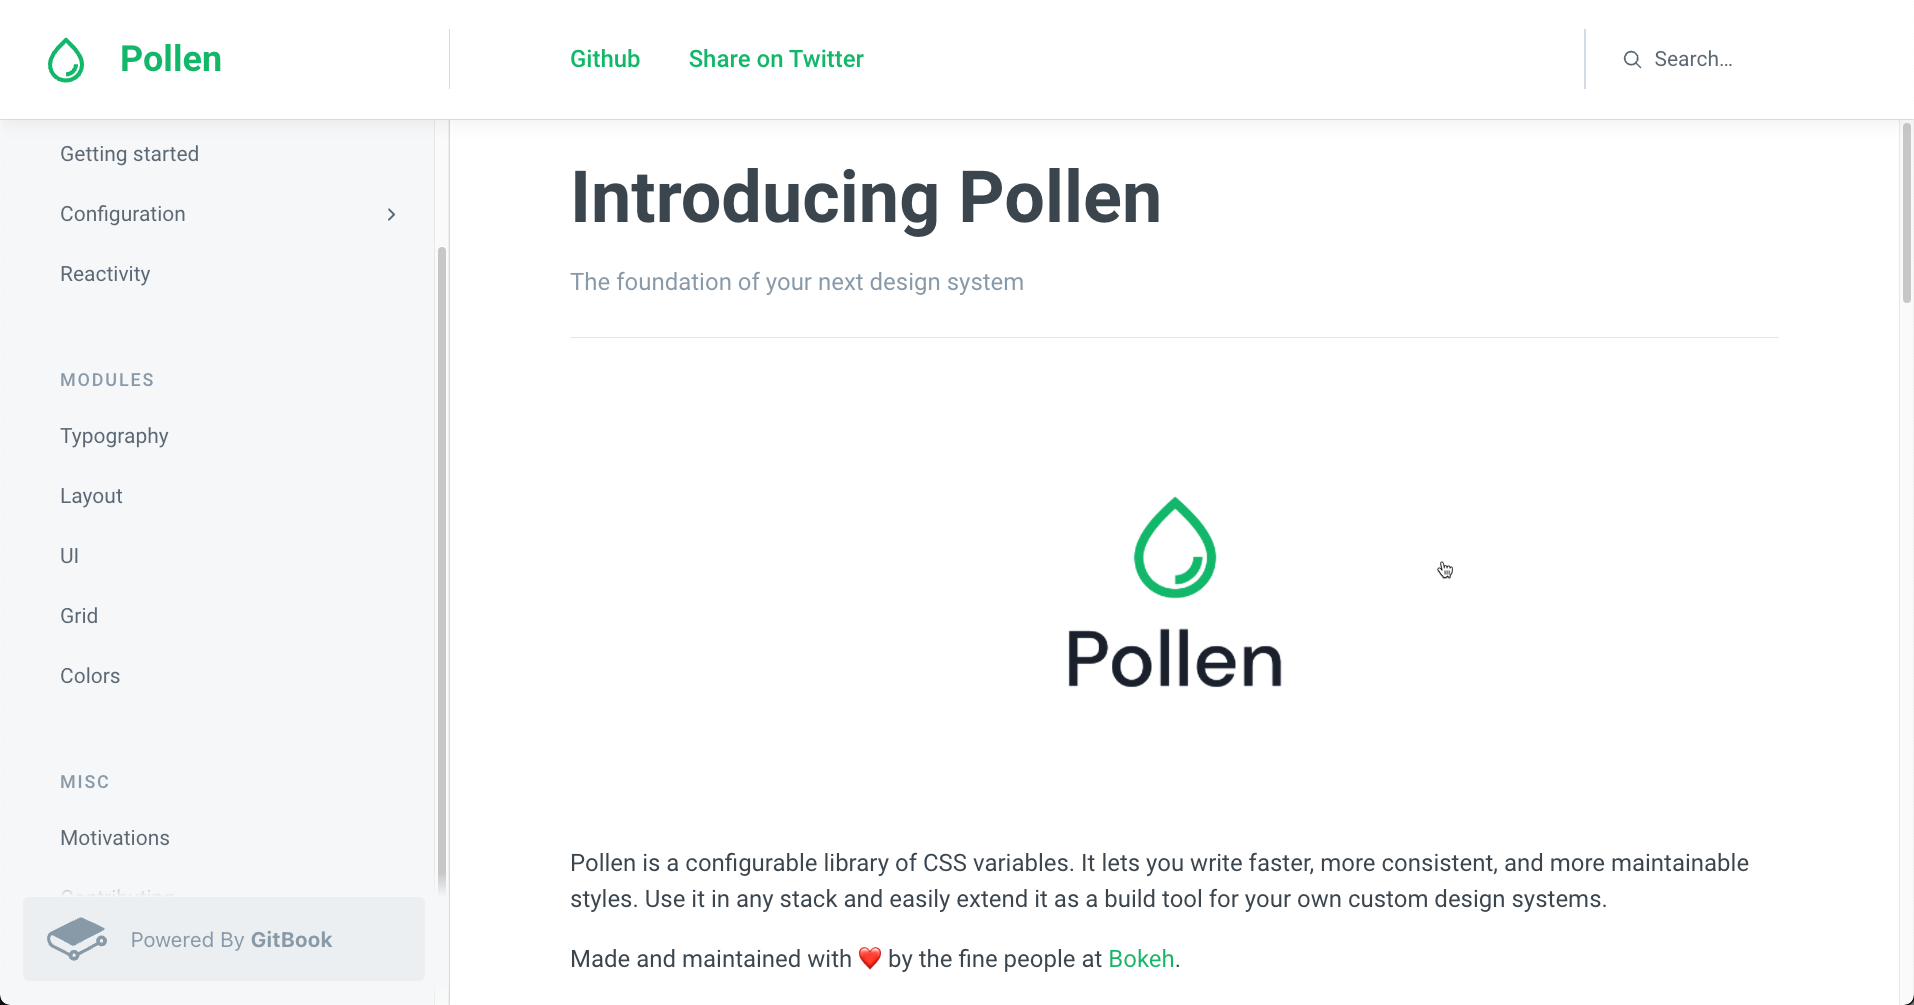 Pollen
Github
Share on Twitter
Search...
Getting started
Configuration
Reactivity
MODULES
Typography
Layout
UI
Grid
Colors
MISC
Motivations
Contributing
Powered By GitBook
Introducing Pollen
The foundation of your next design system
Pollen
Pollen is a configurable library of CSS variables. It lets you write faster, more consistent, and more maintainable
styles. Use it in any stack and easily extend it as a build tool for your own custom design systems.
Made and maintained with ❤️ by the fine people at Bokeh.